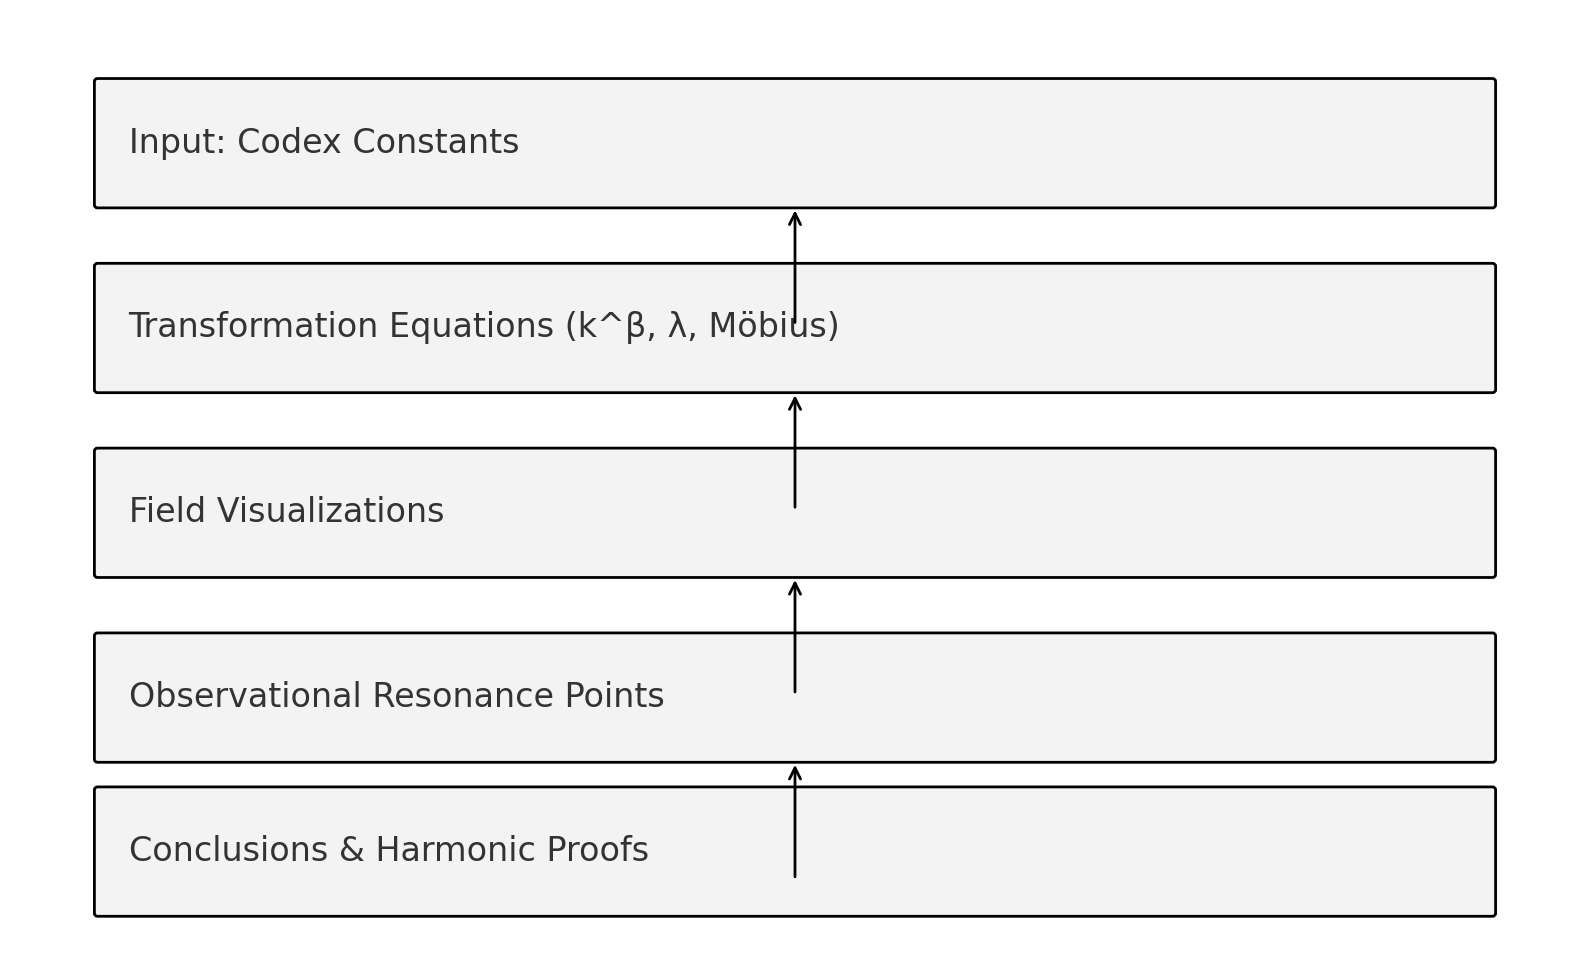 Input: Codex Constants
Transformation Equations (k^β, λ, Möbius)
Field Visualizations
Observational Resonance Points
Conclusions & Harmonic Proofs